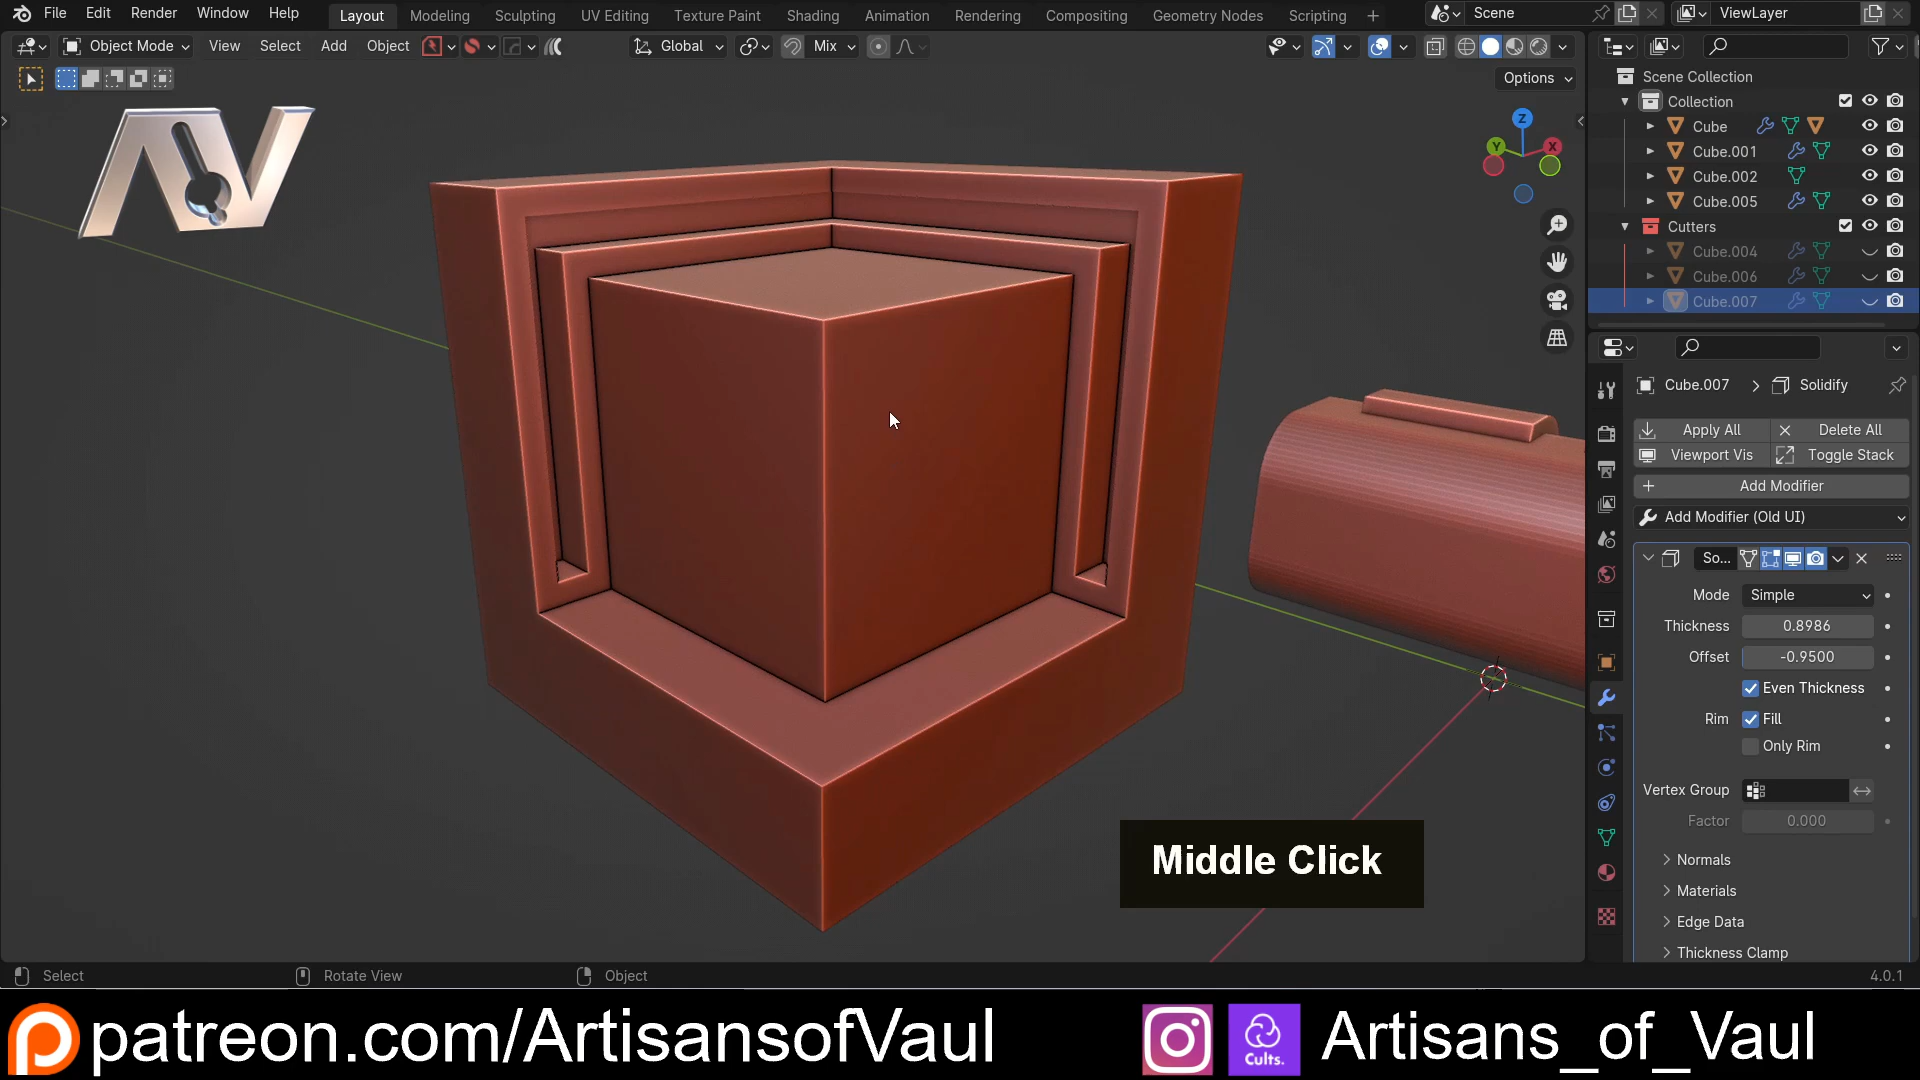 File Edit Render Window Help Layout Modeling Sculpting UV Editing Texture Paint Shading Animation Rendering Compositing Geometry Nodes Scripting + Scene ViewLayer
Object Mode View Select Add Object Global Mix
Options
Scene Collection
Collection
Cube
Cube.001
Cube.002
Cube.005
Cutters
Cube.004
Cube.006
Cube.007
Z
Y X
Cube.007 > Solidify
Apply All Delete All
Viewport Vis Toggle Stack
Add Modifier
Add Modifier (Old UI)
So...
Mode Simple
Thickness 0.8986
Offset -0.9500
Even Thickness
Rim Fill
Only Rim
Vertex Group
Factor 0.000
Normals
Materials
Edge Data
Thickness Clamp
Middle Click
Select Rotate View Object 4.0.1
patreon.com/ArtisansofVaul Cults. Artisans_of_Vaul